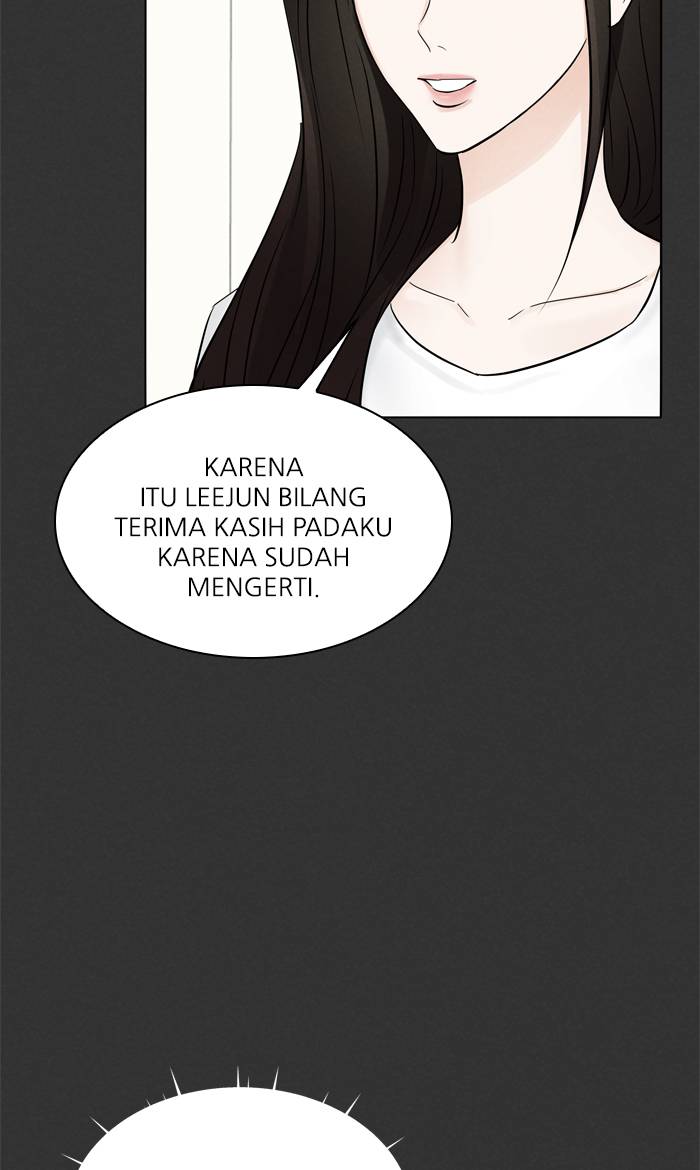 KARENA
ITU LEEJUN BILANG
TERIMA KASIH PADAKU
KARENA SUDAH
MENGERTI.